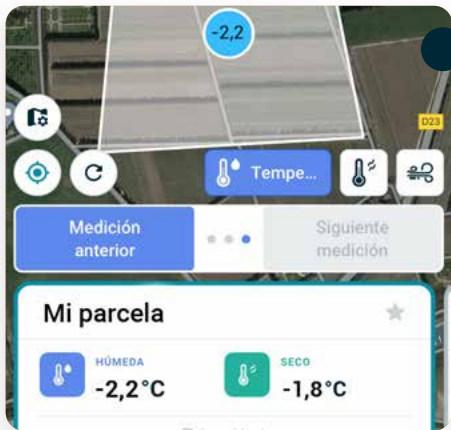 -2,2
D23
Tempe...
Medición
anterior
Siguiente
medición
Mi parcela
HÚMEDA
-2,2°C
SECO
-1,8°C